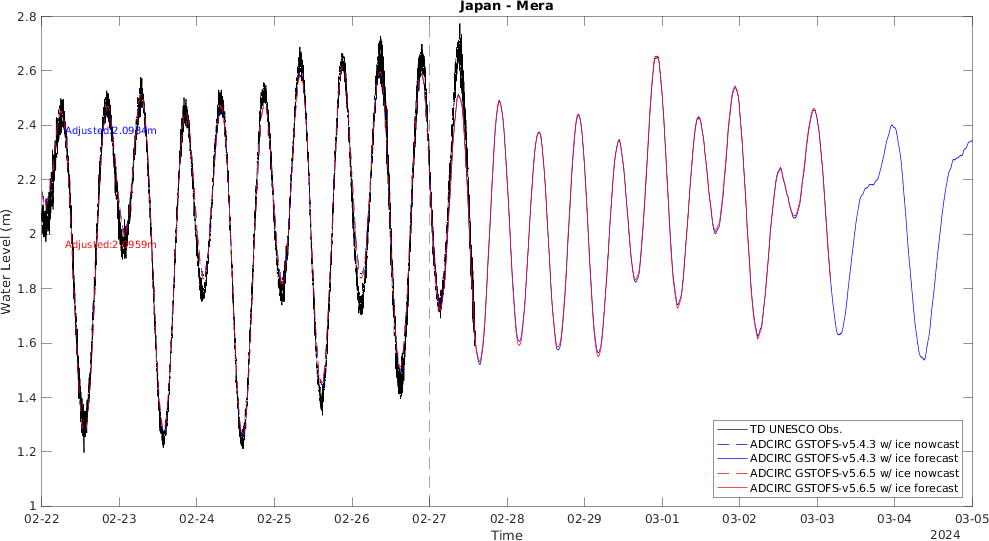 Japan - Mera
2.8
2.6
2.4
2.2
2
1.8
1.6
1.4
1.2
1
Water Level (m)
Adjusted:2.0984m
Adjusted:2.0959m
TD UNESCO Obs.
ADCIRC GSTOFS-v5.4.3 w/ ice nowcast
ADCIRC GSTOFS-v5.4.3 w/ ice forecast
ADCIRC GSTOFS-v5.6.5 w/ ice nowcast
ADCIRC GSTOFS-v5.6.5 w/ ice forecast
02-22 02-23 02-24 02-25 02-26 02-27 02-28 02-29 03-01 03-02 03-03 03-04 03-05
Time
2024